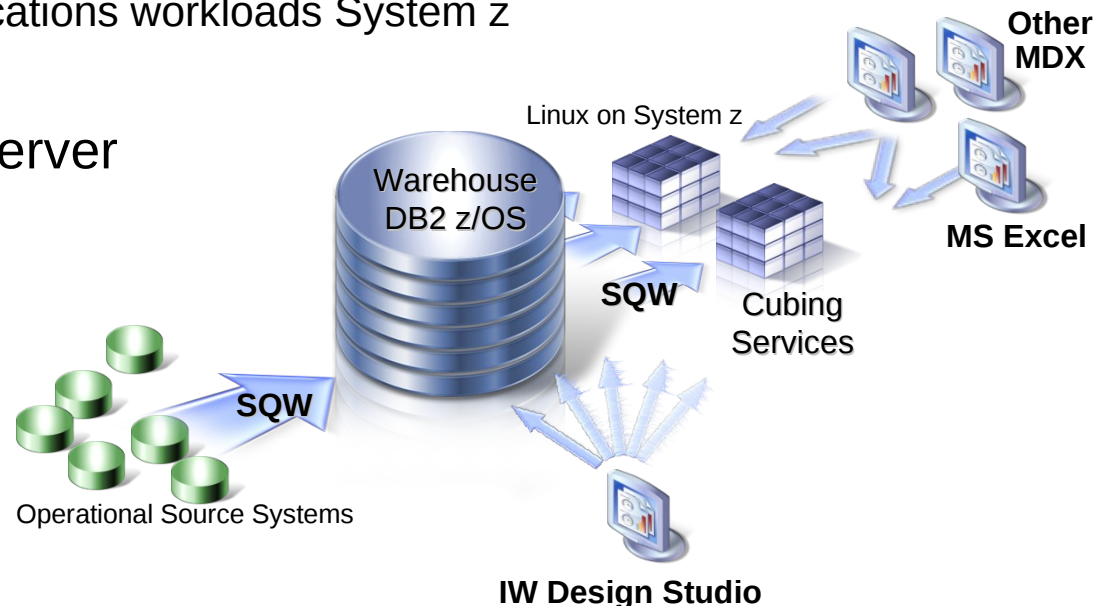 cations workloads System z
Other
MDX
Linux on System z
erver
Warehouse
DB2 z/OS
MS Excel
SQW
Cubing
Services
SQW
Operational Source Systems
IW Design Studio